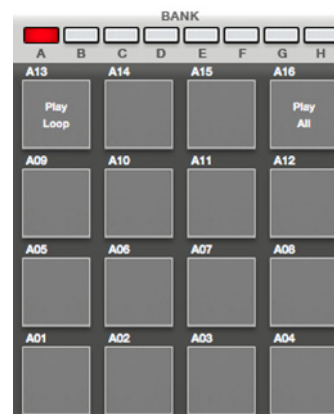 BANK
A B C D E F G H
A13 A14 A15 A16
Play Play
Loop All
A09 A10 A11 A12
A05 A06 A07 A08
A01 A02 A03 A04